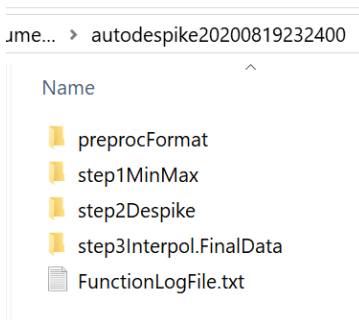 ume... > autodespike20200819232400
Name
preprocFormat
step1MinMax
step2Despike
step3Interpol.FinalData
FunctionLogFile.txt